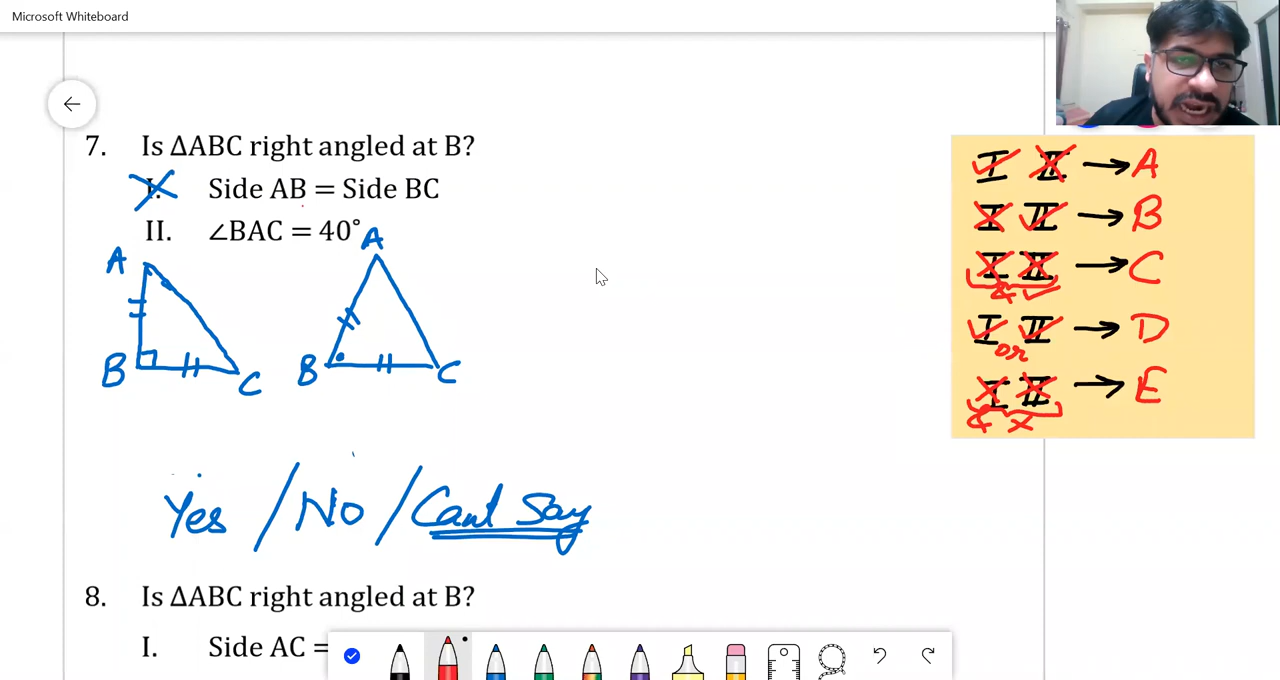 Microsoft Whiteboard
7. Is ΔABC right angled at B?
I. Side AB = Side BC
II. ∠BAC = 40°
A
B
C
A
B
C
Yes / No / Cant Say
8. Is ΔABC right angled at B?
I. Side AC =
I II → A
I II → B
I II → C
&
I II → D
or
I II → E
&